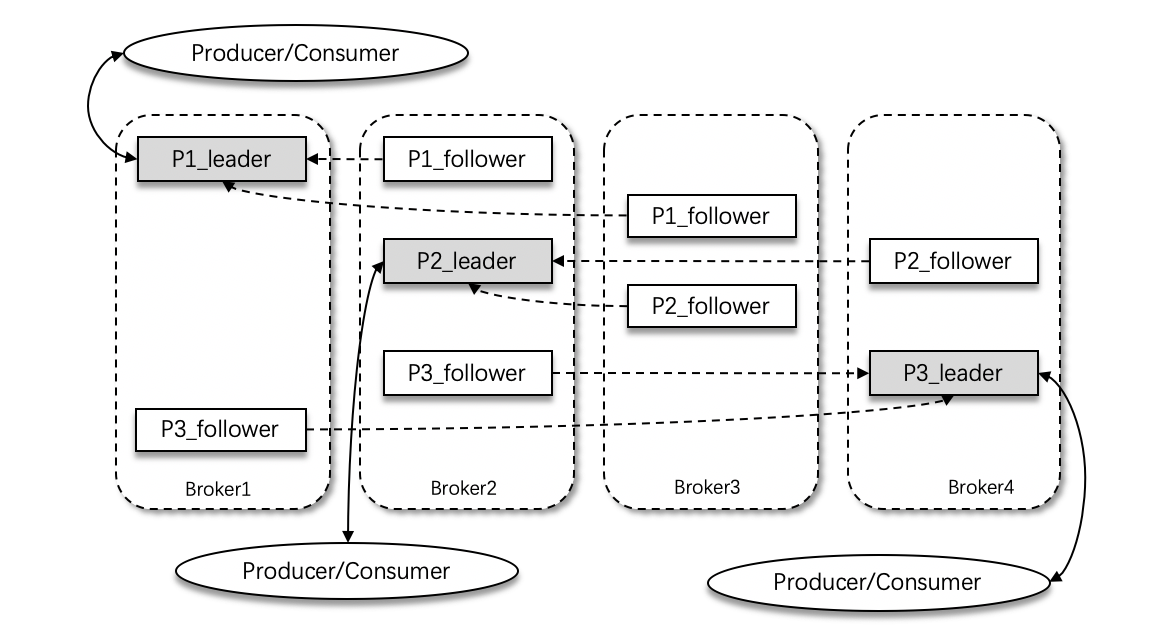 Producer/Consumer
P1_leader
P1_follower
P1_follower
P2_leader
P2_follower
P2_follower
P3_follower
P3_leader
P3_follower
Broker1
Broker2
Broker3
Broker4
Producer/Consumer
Producer/Consumer